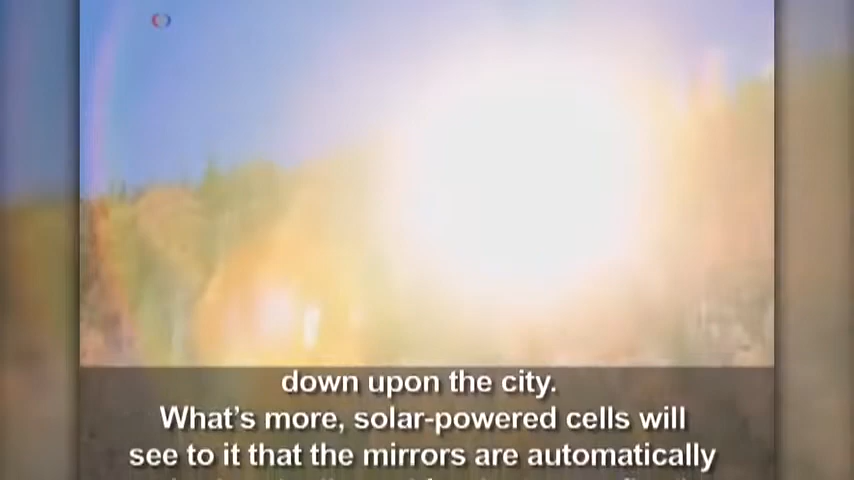 down upon the city.
What's more, solar-powered cells will
see to it that the mirrors are automatically